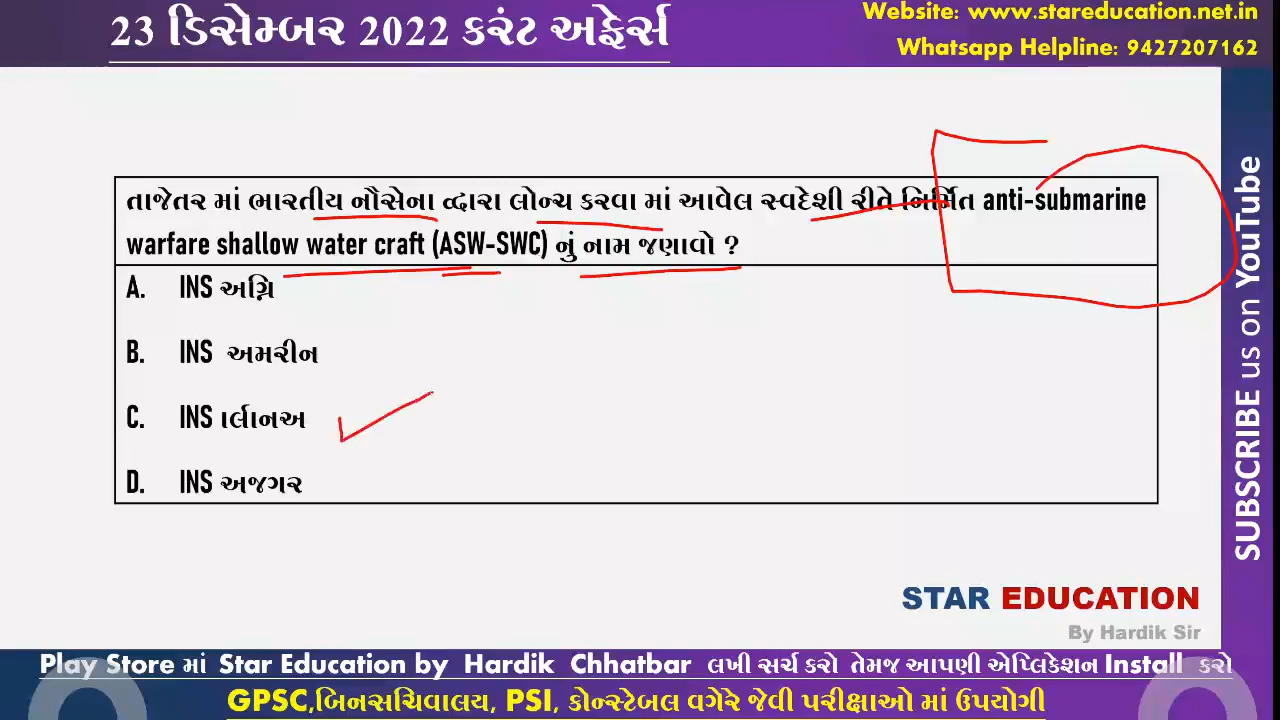 23 ડિસેમ્બર 2022 કરંટ અફેર્સ
Website: www.stareducation.net.in
Whatsapp Helpline: 9427207162
તાજેતર માં ભારતીય નૌસેના દ્વારા લોન્ચ કરવા માં આવેલ સ્વદેશી રીતે નિર્મિત anti-submarine
warfare shallow water craft (ASW-SWC) નું નામ જણાવો ?
A. INS અગ્નિ
B. INS અમરીન
C. INS ાર્લાનઅ
D. INS અજગર
SUBSCRIBE us on YouTube
STAR EDUCATION
By Hardik Sir
Play Store માં Star Education by Hardik Chhatbar લખી સર્ચ કરો તેમજ આપણી એપ્લિકેશન Install કરો
GPSC,બિનસચિવાલય, PSI, કોન્સ્ટેબલ વગેરે જેવી પરીક્ષાઓ માં ઉપયોગી